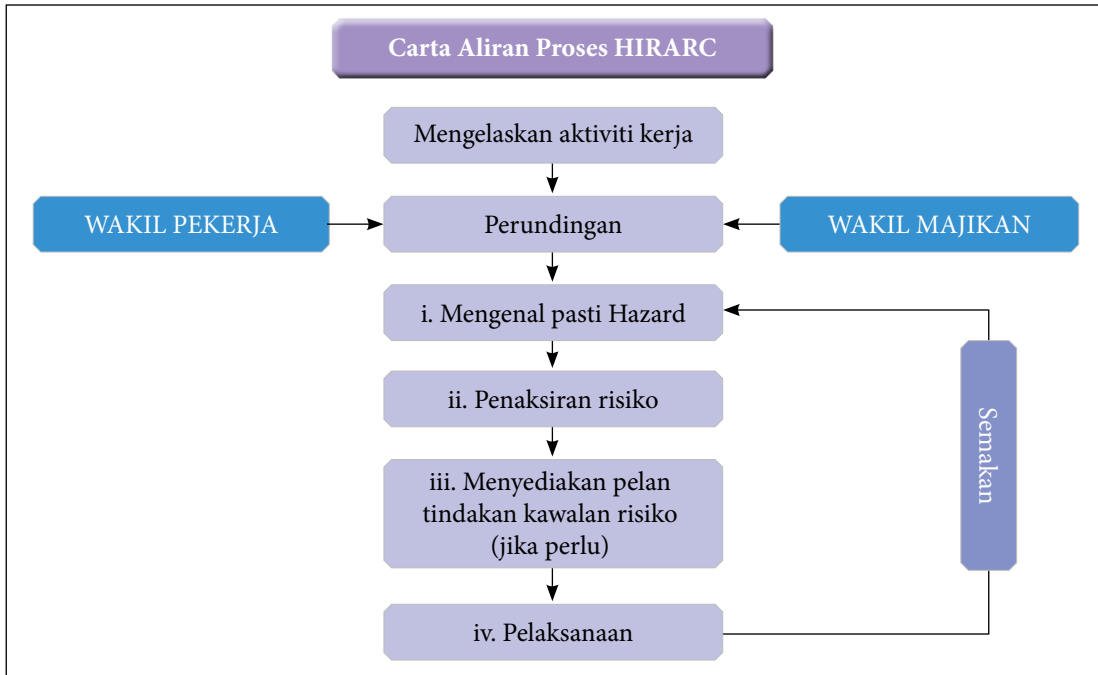 Carta Aliran Proses HIRARC
Mengelaskan aktiviti kerja
WAKIL PEKERJA
Perundingan
WAKIL MAJIKAN
i. Mengenal pasti Hazard
ii. Penaksiran risiko
iii. Menyediakan pelan
tindakan kawalan risiko
(jika perlu)
iv. Pelaksanaan
Semakan